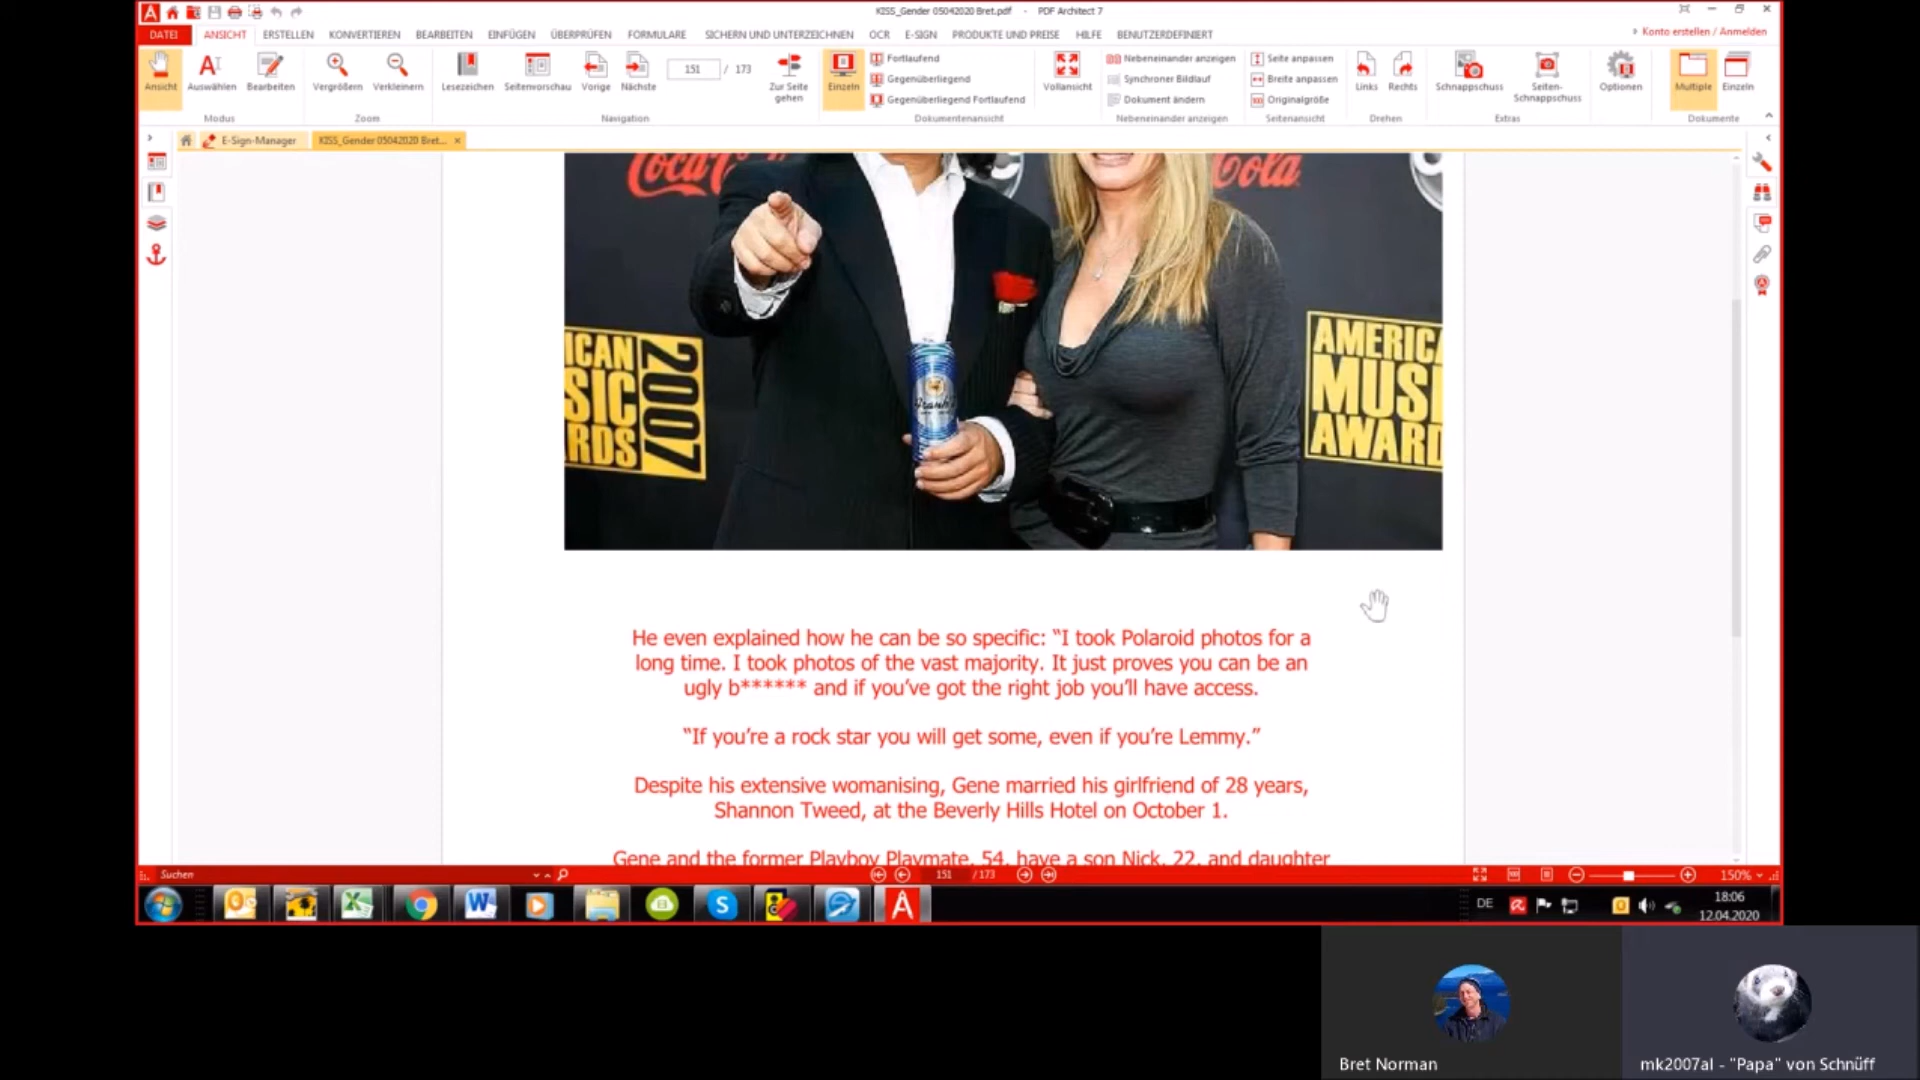 KISS_Gender 05042020 Bret.pdf - PDF Architect 7
DATEI ANSICHT ERSTELLEN KONVERTIEREN BEARBEITEN EINFÜGEN ÜBERPRÜFEN FORMULARE SICHERN UND UNTERZEICHNEN OCR E-SIGN PRODUKTE UND PREISE HILFE BENUTZERDEFINIERT Konto erstellen / Anmelden
Ansicht Auswählen Bearbeiten
Modus
Vergrößern Verkleinern
Zoom
Lesezeichen Seitenvorschau Vorige Nächste 151 / 173 Zur Seite gehen
Navigation
Einzeln
Fortlaufend
Gegenüberliegend
Gegenüberliegend Fortlaufend
Vollansicht
Dokumentenansicht
Nebeneinander anzeigen
Synchroner Bildlauf
Dokument ändern
Nebeneinander anzeigen
Seite anpassen
Breite anpassen
Originalgröße
Seitenansicht
Links Rechts
Drehen
Schnappschuss Seiten-Schnappschuss
Extras
Optionen
Multiple Einzeln
Dokumente
E-Sign-Manager KISS_Gender 05042020 Bret...
Coca-Cola
Cola
ICAN
SIC
RDS
2007
AMERICA
MUSI
AWARD
He even explained how he can be so specific: “I took Polaroid photos for a
long time. I took photos of the vast majority. It just proves you can be an
ugly b****** and if you’ve got the right job you’ll have access.
“If you’re a rock star you will get some, even if you’re Lemmy.”
Despite his extensive womanising, Gene married his girlfriend of 28 years,
Shannon Tweed, at the Beverly Hills Hotel on October 1.
Gene and the former Playboy Playmate, 54, have a son Nick, 22, and daughter
Suchen 151 / 173 150%
DE 18:06
12.04.2020
Bret Norman
mk2007al - "Papa" von Schnüff